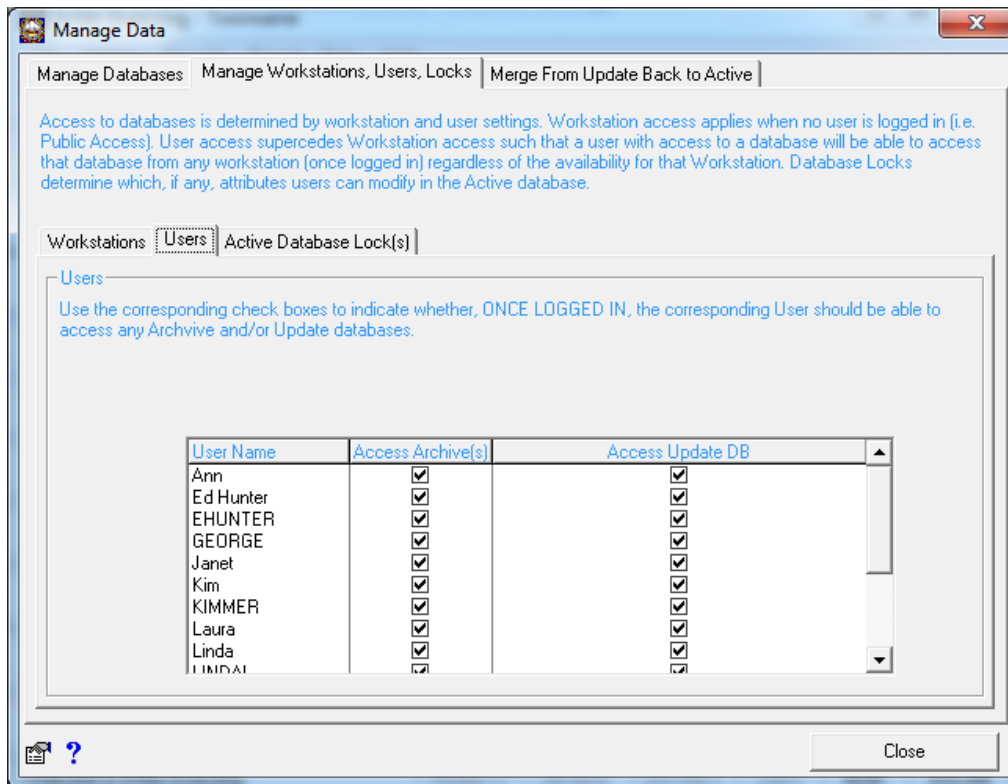 Manage Data
Manage Databases Manage Workstations, Users, Locks Merge From Update Back to Active
Access to databases is determined by workstation and user settings. Workstation access applies when no user is logged in (i.e.
Public Access). User access supercedes Workstation access such that a user with access to a database will be able to access
that database from any workstation (once logged in) regardless of the availability for that Workstation. Database Locks
determine which, if any, attributes users can modify in the Active database.
Workstations Users Active Database Lock(s)
Users
Use the corresponding check boxes to indicate whether, ONCE LOGGED IN, the corresponding User should be able to
access any Archvive and/or Update databases.
User Name Access Archive(s) Access Update DB
Ann
Ed Hunter
EHUNTER
GEORGE
Janet
Kim
KIMMER
Laura
Linda
?
Close